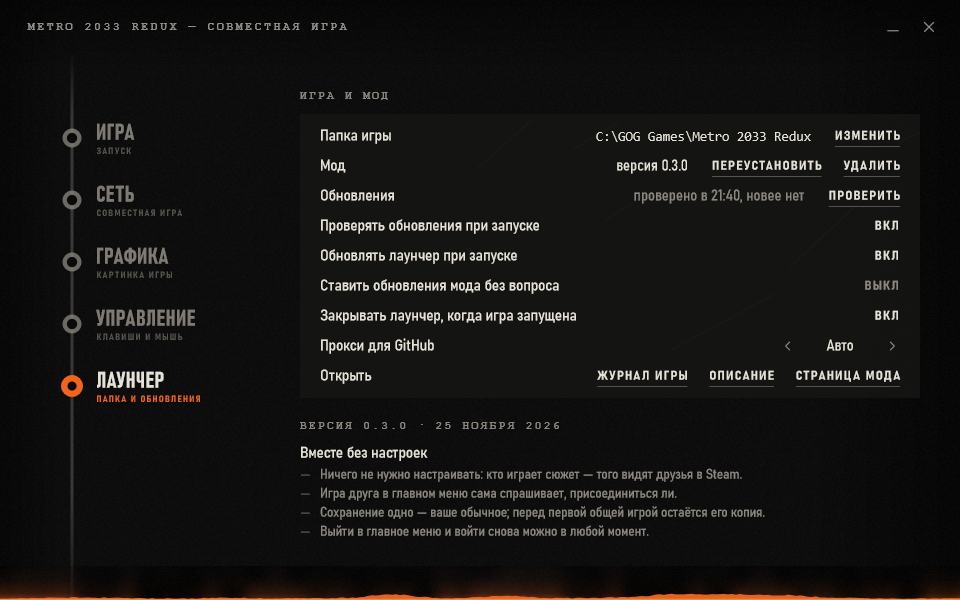 METRO 2033 REDUX — СОВМЕСТНАЯ ИГРА
ИГРА
ЗАПУСК
СЕТЬ
СОВМЕСТНАЯ ИГРА
ГРАФИКА
КАРТИНКА ИГРЫ
УПРАВЛЕНИЕ
КЛАВИШИ И МЫШЬ
ЛАУНЧЕР
ПАПКА И ОБНОВЛЕНИЯ
ИГРА И МОД
Папка игры C:\GOG Games\Metro 2033 Redux ИЗМЕНИТЬ
Мод версия 0.3.0 ПЕРЕУСТАНОВИТЬ УДАЛИТЬ
Обновления проверено в 21:40, новее нет ПРОВЕРИТЬ
Проверять обновления при запуске ВКЛ
Обновлять лаунчер при запуске ВКЛ
Ставить обновления мода без вопроса ВЫКЛ
Закрывать лаунчер, когда игра запущена ВКЛ
Прокси для GitHub Авто
Открыть ЖУРНАЛ ИГРЫ ОПИСАНИЕ СТРАНИЦА МОДА
ВЕРСИЯ 0.3.0 · 25 НОЯБРЯ 2026
Вместе без настроек
— Ничего не нужно настраивать: кто играет сюжет — того видят друзья в Steam.
— Игра друга в главном меню сама спрашивает, присоединиться ли.
— Сохранение одно — ваше обычное; перед первой общей игрой остаётся его копия.
— Выйти в главное меню и войти снова можно в любой момент.